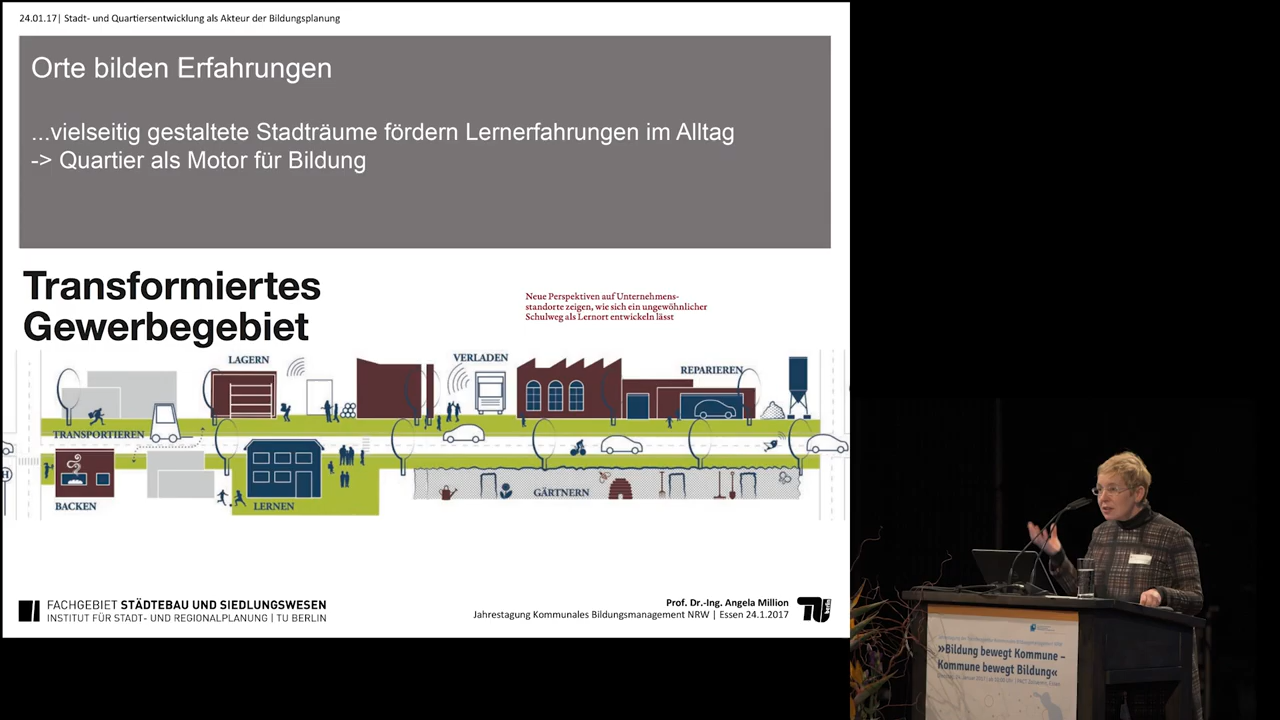 24.01.17| Stadt- und Quartiersentwicklung als Akteur der Bildungsplanung
Orte bilden Erfahrungen
...vielseitig gestaltete Stadträume fördern Lernerfahrungen im Alltag
-> Quartier als Motor für Bildung
Transformiertes
Gewerbegebiet
Neue Perspektiven auf Unternehmens-
standorte zeigen, wie sich ein ungewöhnlicher
Schulweg als Lernort entwickeln lässt
LAGERN
VERLADEN
REPARIEREN
TRANSPORTIEREN
H
BACKEN
LERNEN
GÄRTNERN
FACHGEBIET STÄDTEBAU UND SIEDLUNGSWESEN
INSTITUT FÜR STADT- UND REGIONALPLANUNG | TU BERLIN
Prof. Dr.-Ing. Angela Million
Jahrestagung Kommunales Bildungsmanagement NRW | Essen 24.1.2017
TU berlin
»Bildung bewegt Kommune –
Kommune bewegt Bildung«